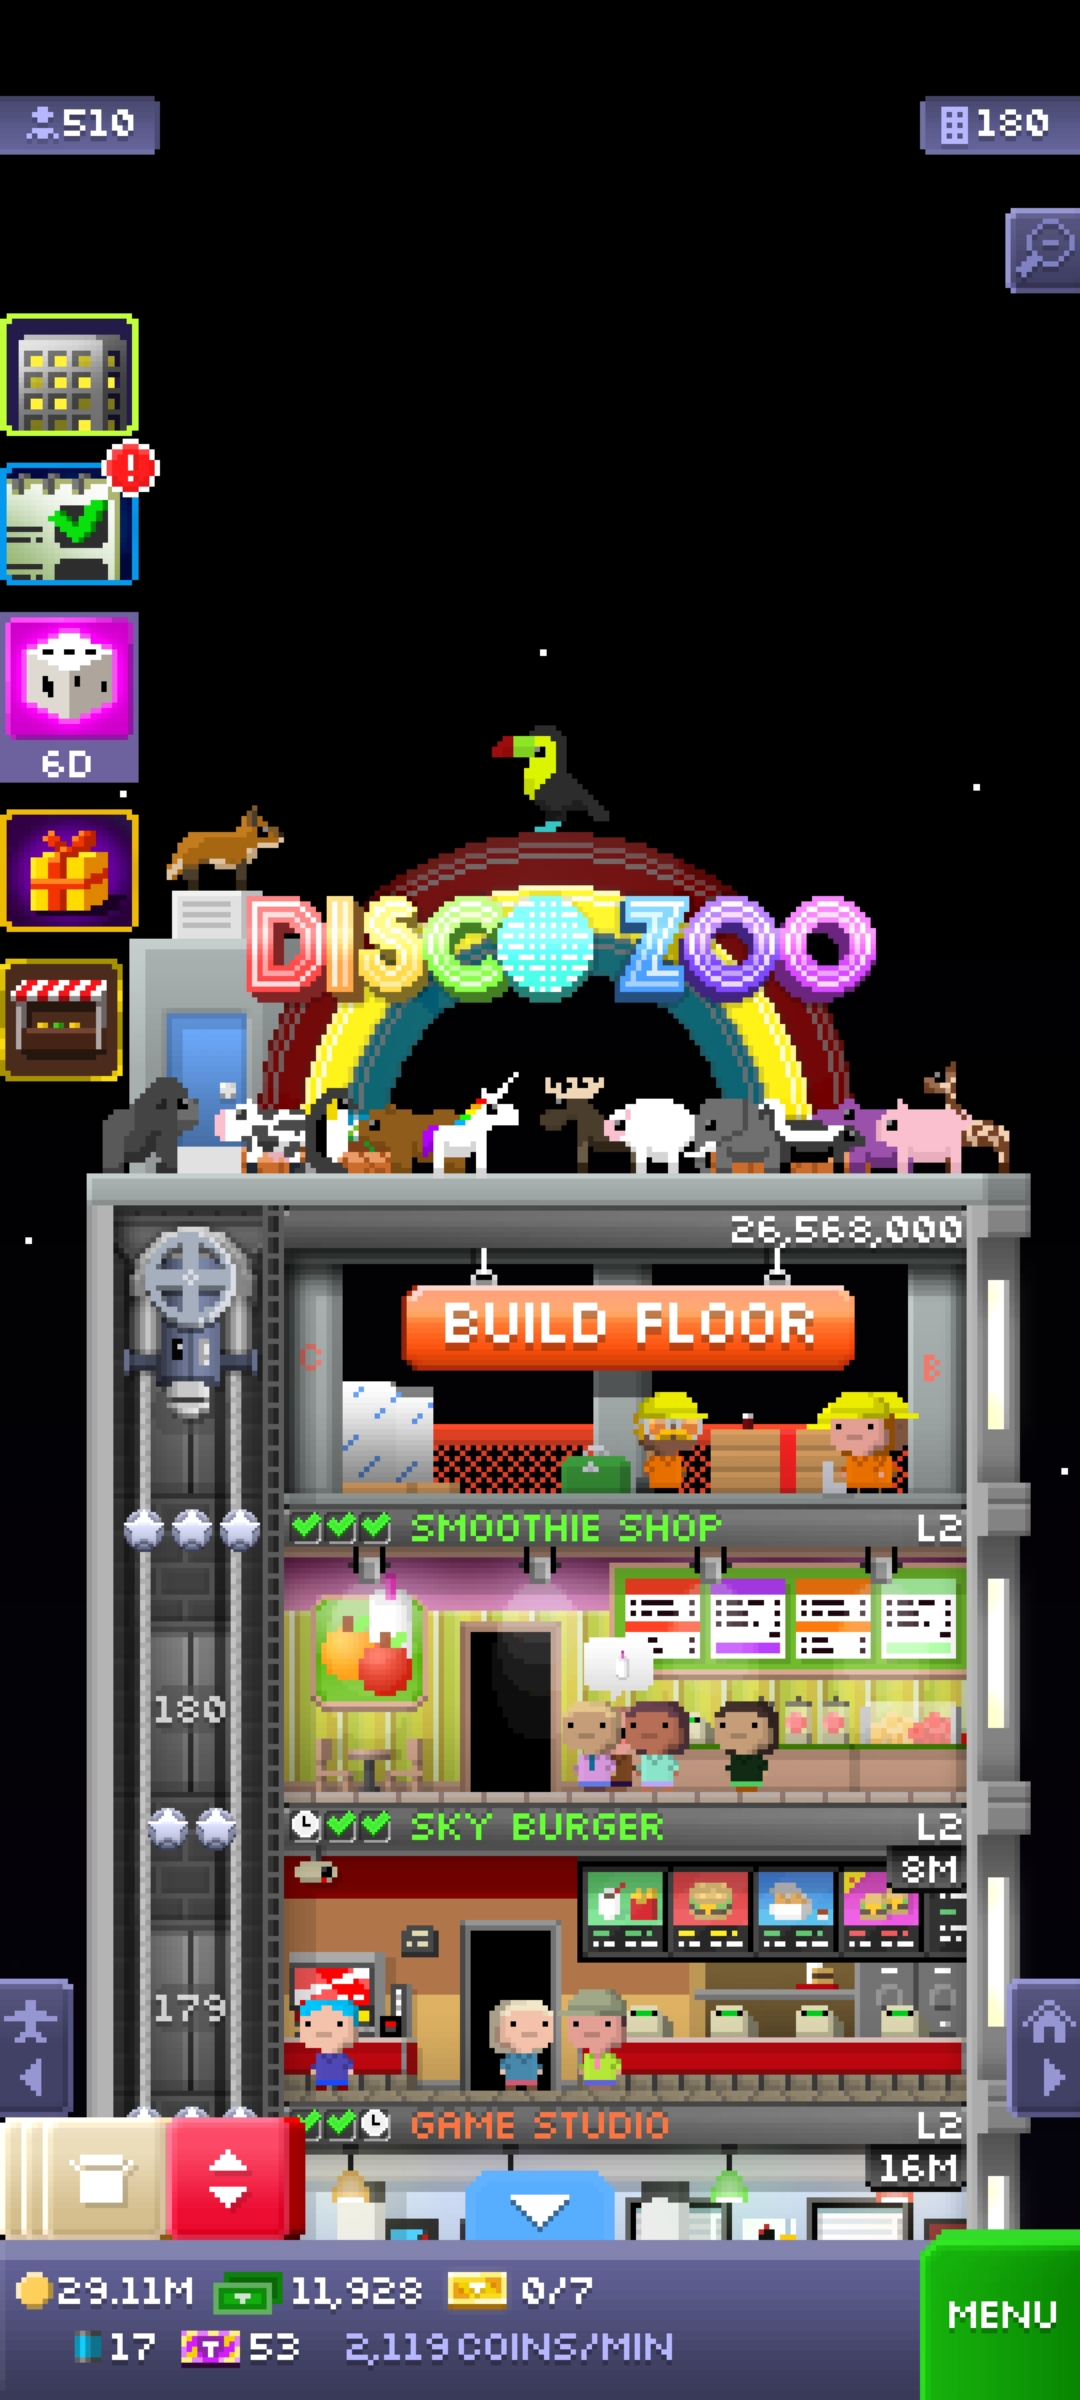 510
180
6D
DISCO ZOO
26,568,000
BUILD FLOOR
C
B
SMOOTHIE SHOP L2
180
SKY BURGER L2
8M
179
GAME STUDIO L2
16M
29.11M 11,928 0/7
MENU
17 53 2,119 COINS/MIN